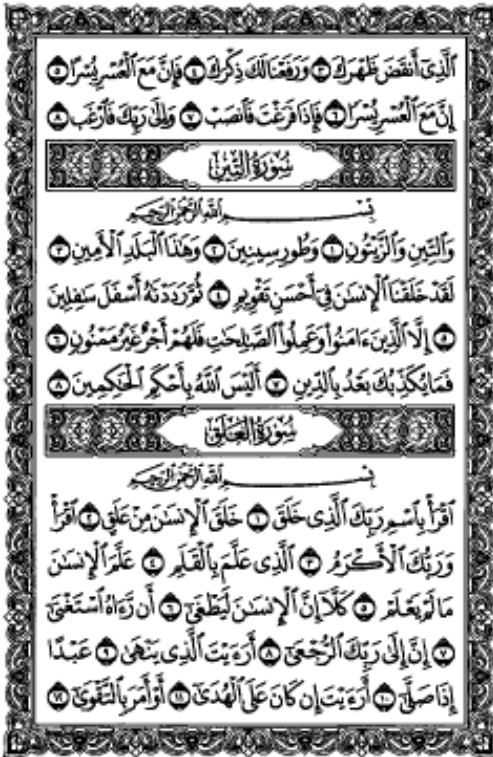 ٱلَّذِىٓ أَنقَضَ ظَهْرَكَ ٣ وَرَفَعْنَا لَكَ ذِكْرَكَ ٤ فَإِنَّ مَعَ ٱلْعُسْرِ يُسْرًا ٥
إِنَّ مَعَ ٱلْعُسْرِ يُسْرًا ٦ فَإِذَا فَرَغْتَ فَٱنصَبْ ٧ وَإِلَىٰ رَبِّكَ فَٱرْغَب ٨
سُورَةُ التِّينِ
بِسْمِ ٱللَّهِ ٱلرَّحْمَٰنِ ٱلرَّحِيمِ
وَٱلتِّينِ وَٱلزَّيْتُونِ ١ وَطُورِ سِينِينَ ٢ وَهَٰذَا ٱلْبَلَدِ ٱلْأَمِينِ ٣
لَقَدْ خَلَقْنَا ٱلْإِنسَٰنَ فِىٓ أَحْسَنِ تَقْوِيمٍ ٤ ثُمَّ رَدَدْنَٰهُ أَسْفَلَ سَٰفِلِينَ
٥ إِلَّا ٱلَّذِينَ ءَامَنُوا۟ وَعَمِلُوا۟ ٱلصَّٰلِحَٰتِ فَلَهُمْ أَجْرٌ غَيْرُ مَمْنُونٍ ٦
فَمَا يُكَذِّبُكَ بَعْدُ بِٱلدِّينِ ٧ أَلَيْسَ ٱللَّهُ بِأَحْكَمِ ٱلْحَٰكِمِينَ ٨
سُورَةُ العَلَقِ
بِسْمِ ٱللَّهِ ٱلرَّحْمَٰنِ ٱلرَّحِيمِ
ٱقْرَأْ بِٱسْمِ رَبِّكَ ٱلَّذِى خَلَقَ ١ خَلَقَ ٱلْإِنسَٰنَ مِنْ عَلَقٍ ٢ ٱقْرَأْ
وَرَبُّكَ ٱلْأَكْرَمُ ٣ ٱلَّذِى عَلَّمَ بِٱلْقَلَمِ ٤ عَلَّمَ ٱلْإِنسَٰنَ
مَا لَمْ يَعْلَمْ ٥ كَلَّآ إِنَّ ٱلْإِنسَٰنَ لَيَطْغَىٰٓ ٦ أَن رَّءَاهُ ٱسْتَغْنَىٰٓ
٧ إِنَّ إِلَىٰ رَبِّكَ ٱلرُّجْعَىٰٓ ٨ أَرَءَيْتَ ٱلَّذِى يَنْهَىٰ ٩ عَبْدًا
إِذَا صَلَّىٰٓ ١٠ أَرَءَيْتَ إِن كَانَ عَلَى ٱلْهُدَىٰٓ ١١ أَوْ أَمَرَ بِٱلتَّقْوَىٰٓ ١٢